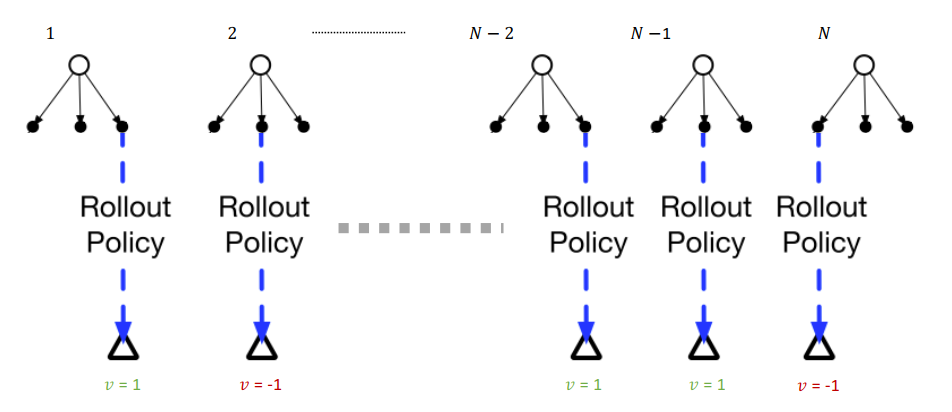 1 2 N – 2 N –1 N
Rollout Policy
Rollout Policy
Rollout Policy
Rollout Policy
Rollout Policy
v = 1 v = -1 v = 1 v = 1 v = -1